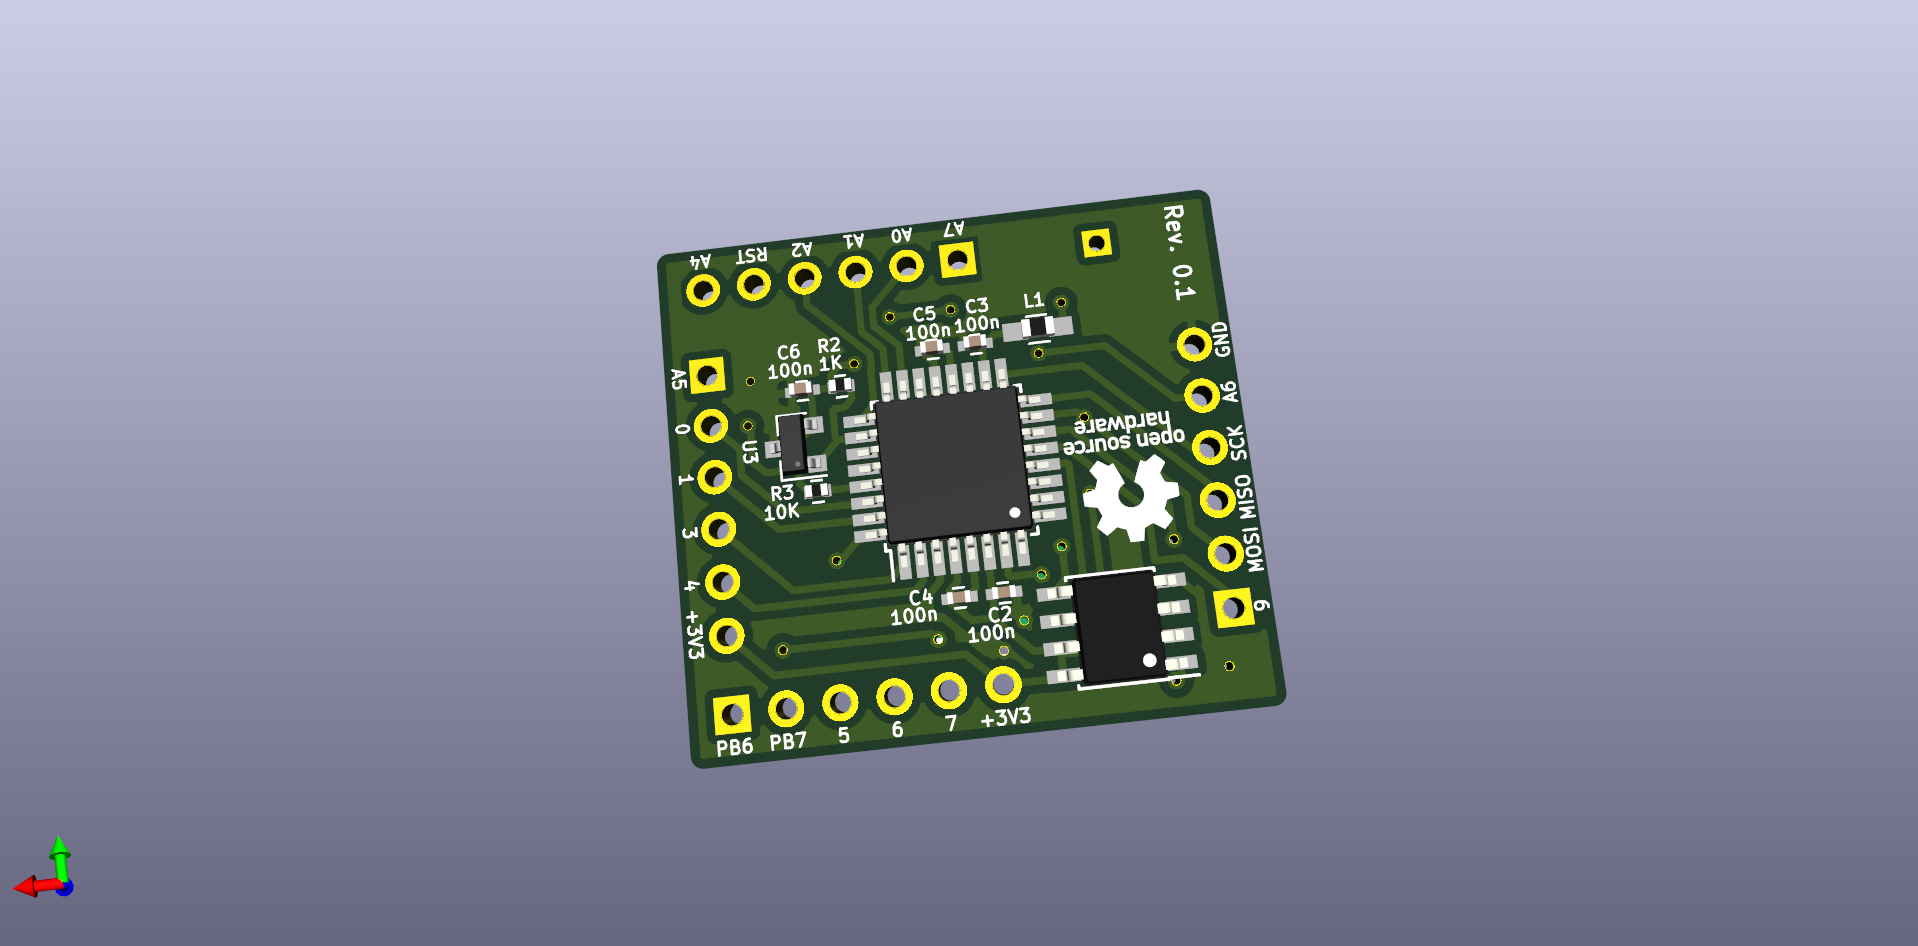 A4
RST
A2
A1
A0
A7
Rev. 0.1
L1
C5
100n
C3
100n
C6
100n
R2
1K
GND
A6
SCK
MISO
MOSI
9
A5
0
1
3
4
+3V3
U3
R3
10K
open source
hardware
C4
100n
C2
100n
PB6
PB7
5
6
7
+3V3